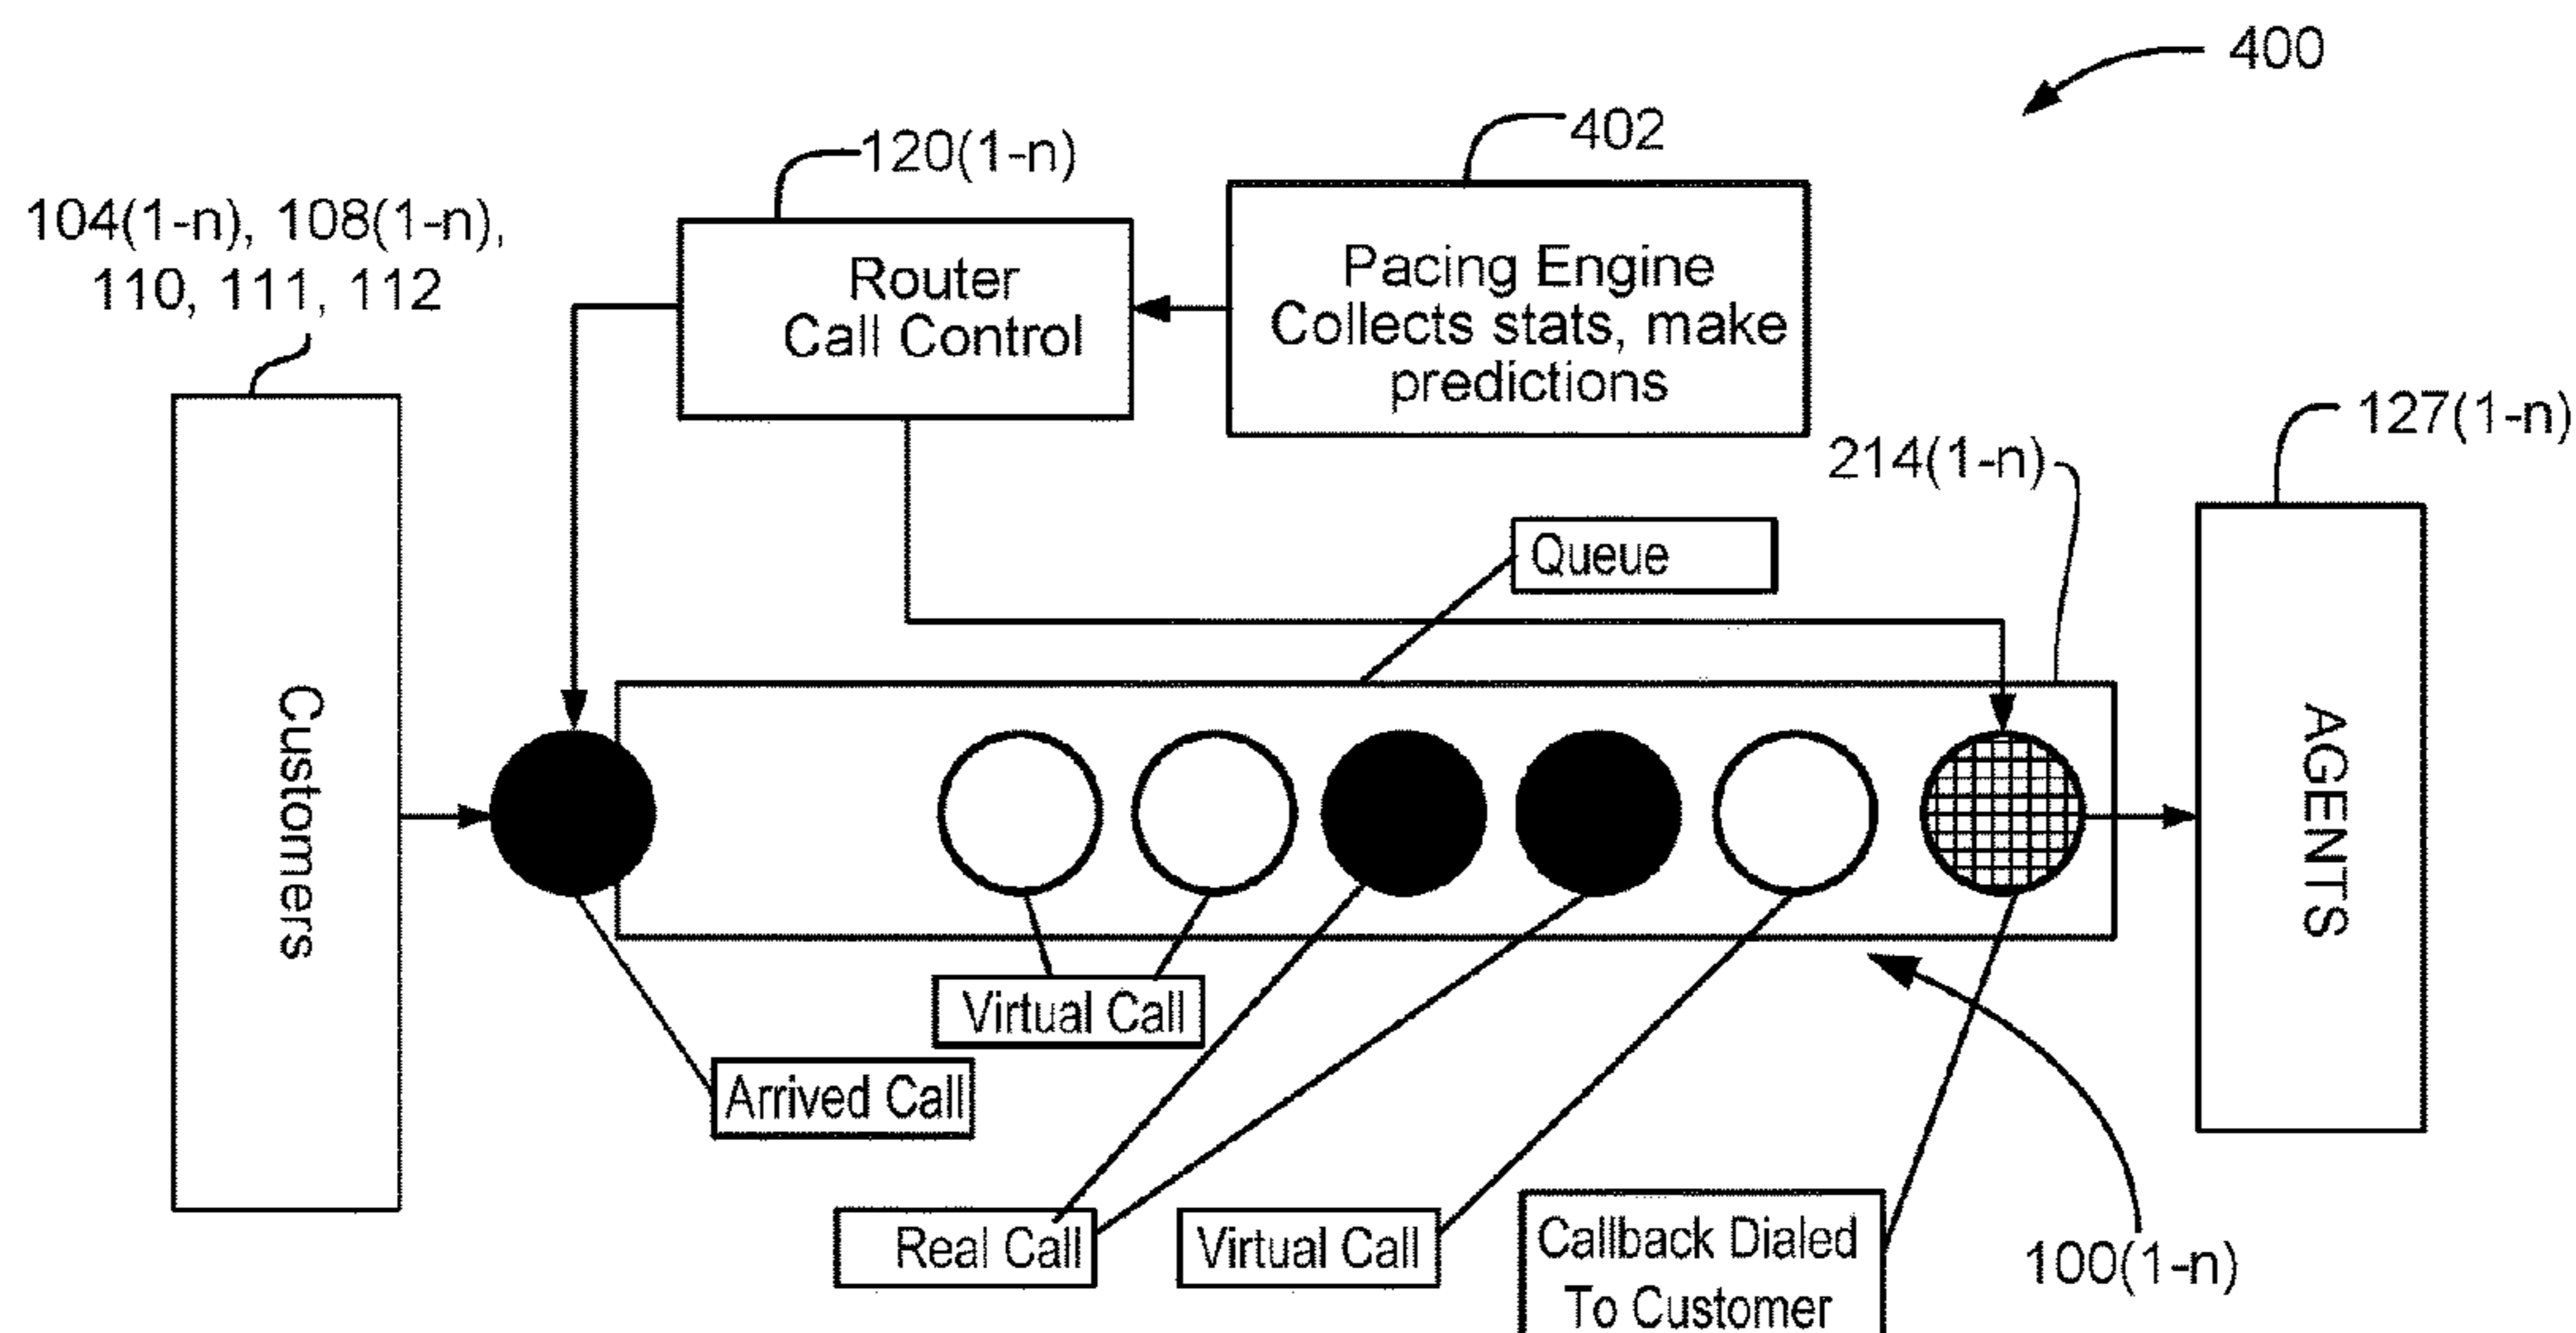 400
402
120(1-n)
104(1-n), 108(1-n),
110, 111, 112
Router
Call Control
Pacing Engine
Collects stats, make
predictions
127(1-n)
214(1-n)
Queue
Customers
AGENTS
Virtual Call
Arrived Call
Real Call
Virtual Call
Callback Dialed
To Customer
100(1-n)